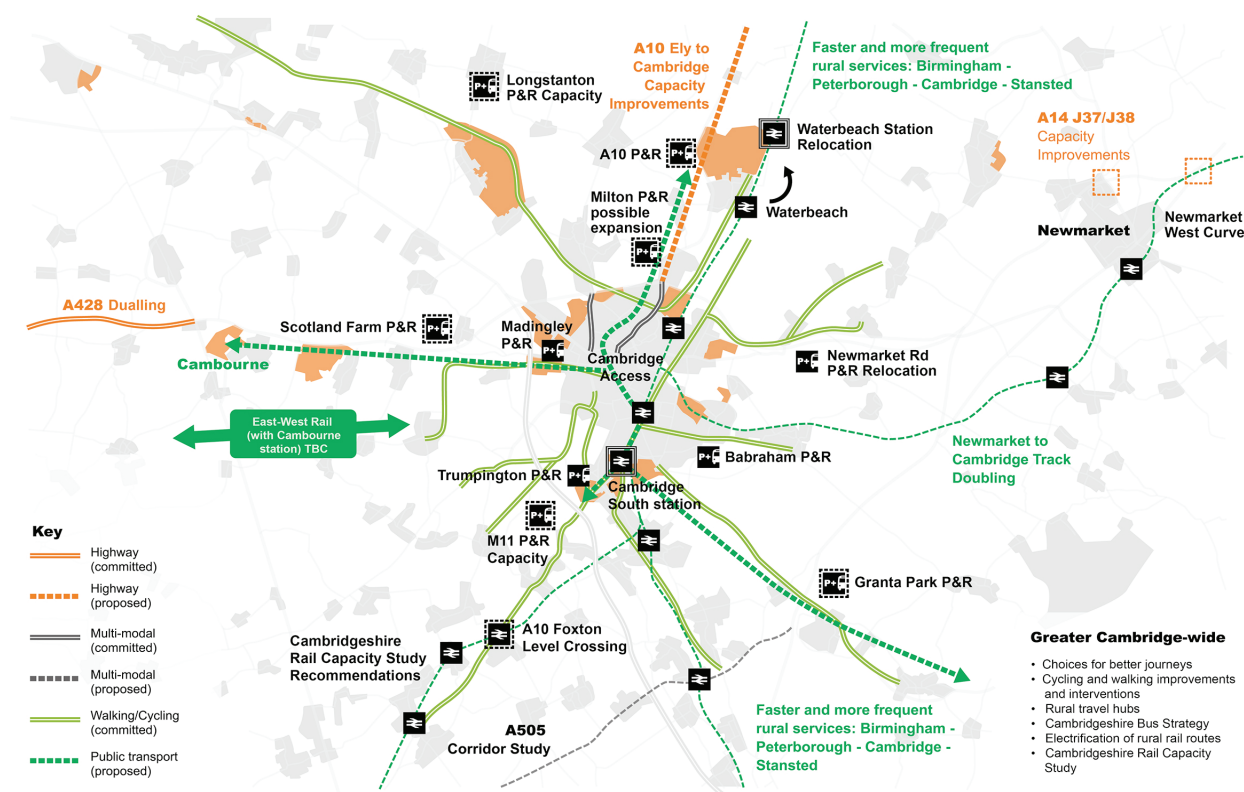 A10 Ely to
Cambridge
Capacity
Improvements
Faster and more frequent
rural services: Birmingham -
Peterborough - Cambridge - Stansted
Longstanton
P&R Capacity
P+
A14 J37/J38
Capacity
Improvements
Waterbeach Station
Relocation
A10 P&R
P+
Milton P&R
possible
expansion
P+
Waterbeach
Newmarket
Newmarket
West Curve
A428 Dualling
Scotland Farm P&R
P+
Madingley
P&R
P+
Cambridge
Access
Cambourne
P+
Newmarket Rd
P&R Relocation
East-West Rail
(with Cambourne
station) TBC
Newmarket to
Cambridge Track
Doubling
P+
Babraham P&R
Trumpington P&R
P+
Cambridge
South station
P+
M11 P&R
Capacity
P+
Granta Park P&R
A10 Foxton
Level Crossing
Cambridgeshire
Rail Capacity Study
Recommendations
A505
Corridor Study
Faster and more frequent
rural services: Birmingham -
Peterborough - Cambridge -
Stansted
Key
Highway
(committed)
Highway
(proposed)
Multi-modal
(committed)
Multi-modal
(proposed)
Walking/Cycling
(committed)
Public transport
(proposed)
Greater Cambridge-wide
• Choices for better journeys
• Cycling and walking improvements
and interventions
• Rural travel hubs
• Cambridgeshire Bus Strategy
• Electrification of rural rail routes
• Cambridgeshire Rail Capacity
Study